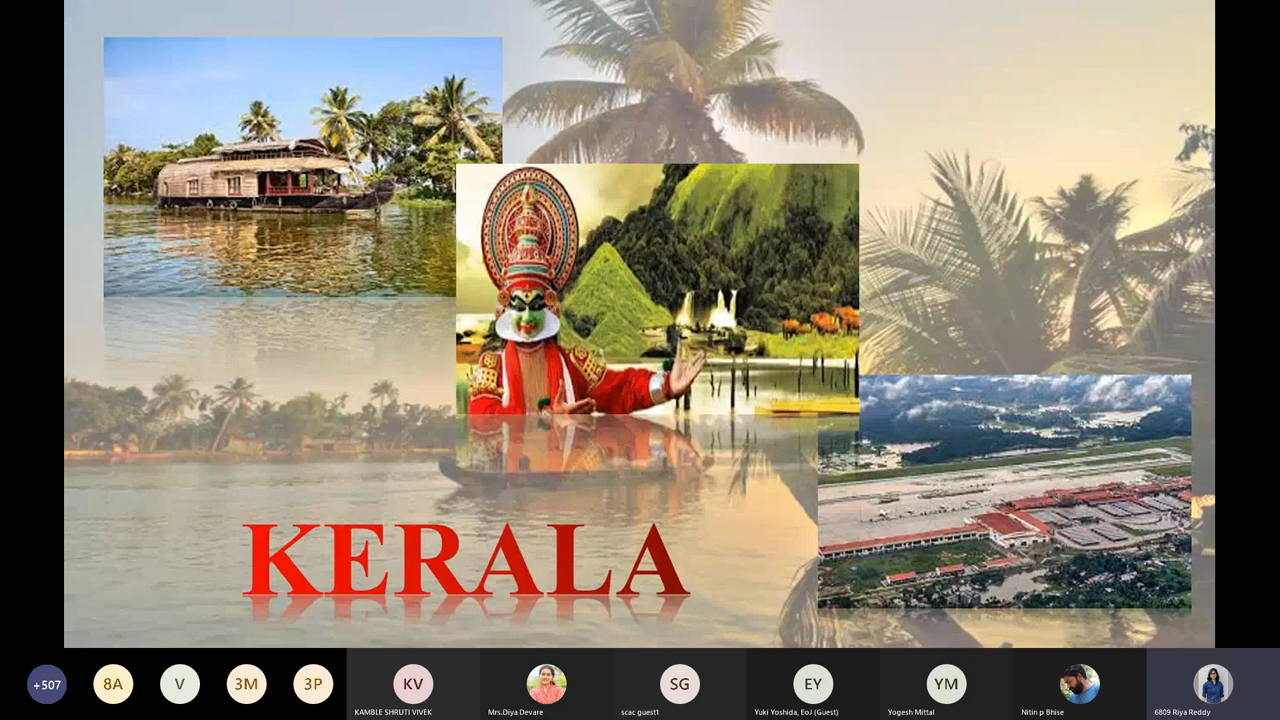 KERALA
+507
8A
V
3M
3P
KV
SG
EY
YM
KAMBLE SHRUTI VIVEK
Mrs.Diya Devare
scac guest1
Yuki Yoshida, EoJ (Guest)
Yogesh Mittal
Nitin p Bhise
6809 Riya Reddy